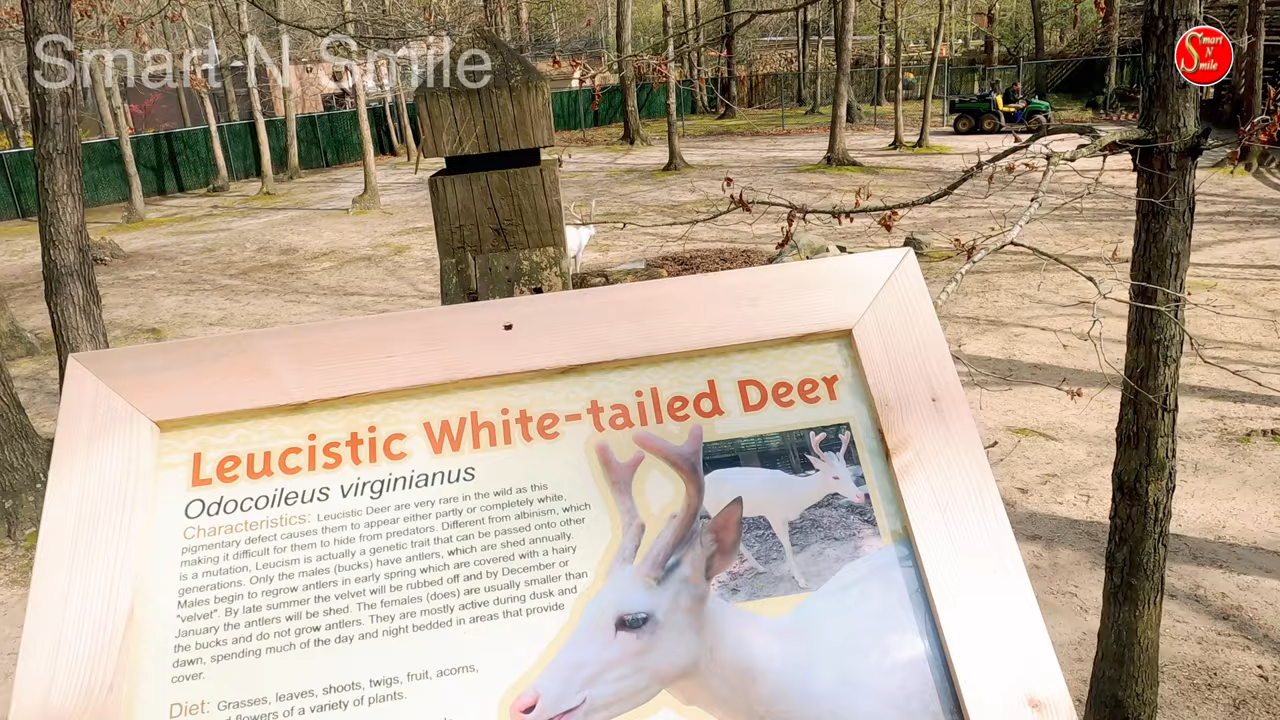 Smart N Smile
Smart
N
Smile
Leucistic White-tailed Deer
Odocoileus virginianus
Characteristics: Leucistic Deer are very rare in the wild as this
pigmentary defect causes them to appear either partly or completely white,
making it difficult for them to hide from predators. Different from albinism, which
is a mutation, Leucism is actually a genetic trait that can be passed onto other
generations. Only the males (bucks) have antlers, which are shed annually.
Males begin to regrow antlers in early spring which are covered with a hairy
"velvet". By late summer the velvet will be rubbed off and by December or
January the antlers will be shed. The females (does) are usually smaller than
the bucks and do not grow antlers. They are mostly active during dusk and
dawn, spending much of the day and night bedded in areas that provide
cover.
Diet: Grasses, leaves, shoots, twigs, fruit, acorns,
flowers of a variety of plants.